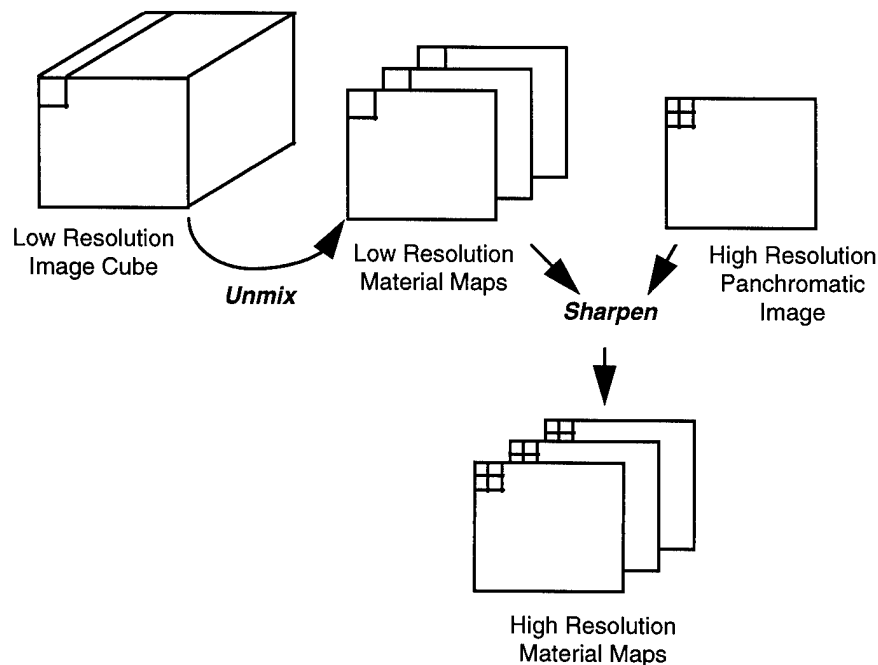 Low Resolution
Image Cube
Unmix
Low Resolution
Material Maps
High Resolution
Panchromatic
Image
Sharpen
High Resolution
Material Maps